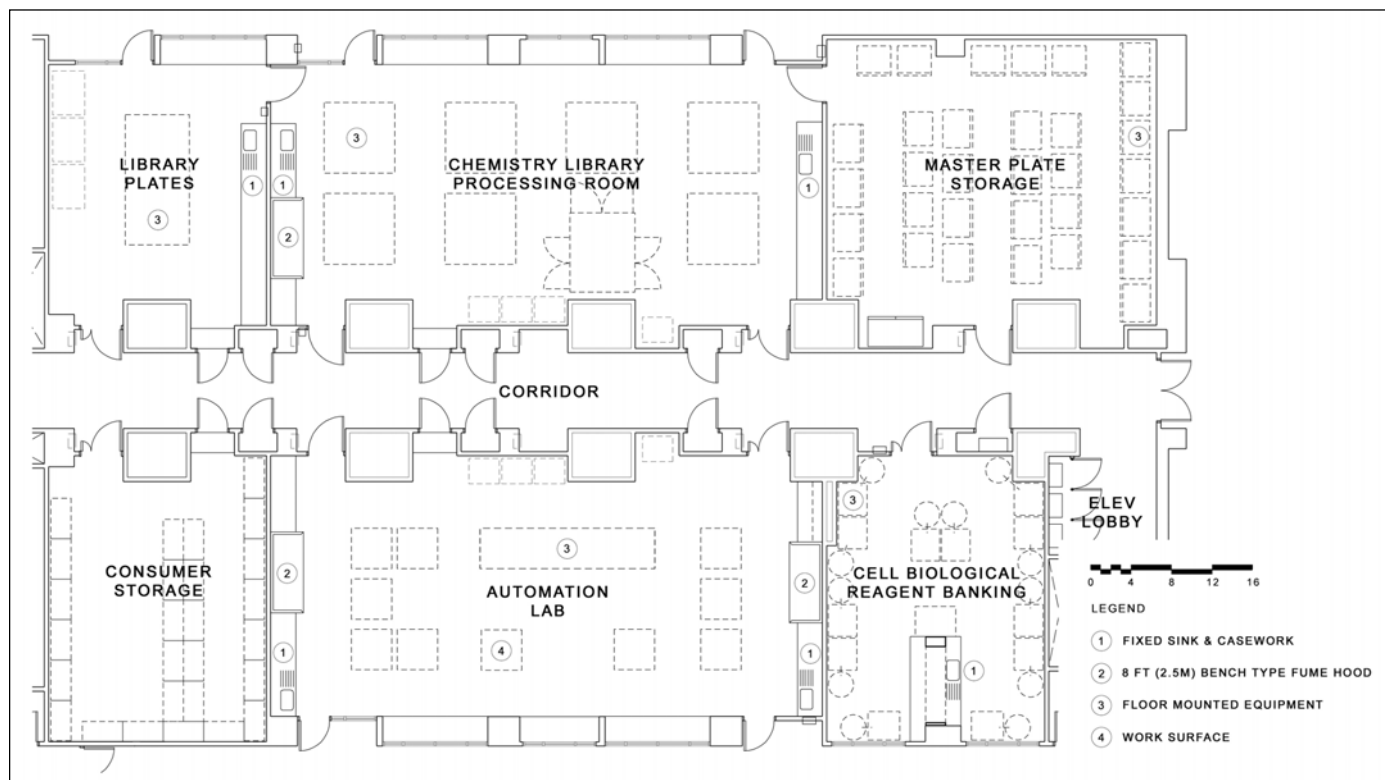 3
LIBRARY
PLATES
3
1
1
2
CHEMISTRY LIBRARY
PROCESSING ROOM
1
MASTER PLATE
STORAGE
3
CORRIDOR
CONSUMER
STORAGE
2
1
3
AUTOMATION
LAB
4
2
1
3
CELL BIOLOGICAL
REAGENT BANKING
1
ELEV
LOBBY
0 4 8 12 16
LEGEND
1 FIXED SINK & CASEWORK
2 8 FT (2.5M) BENCH TYPE FUME HOOD
3 FLOOR MOUNTED EQUIPMENT
4 WORK SURFACE